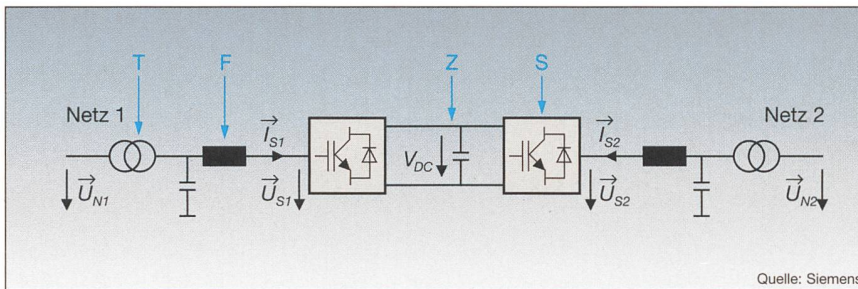 T F Z S
Netz 1 Netz 2
I_S1 I_S2
V_DC
U_N1 U_S1 U_S2 U_N2
Quelle: Siemens